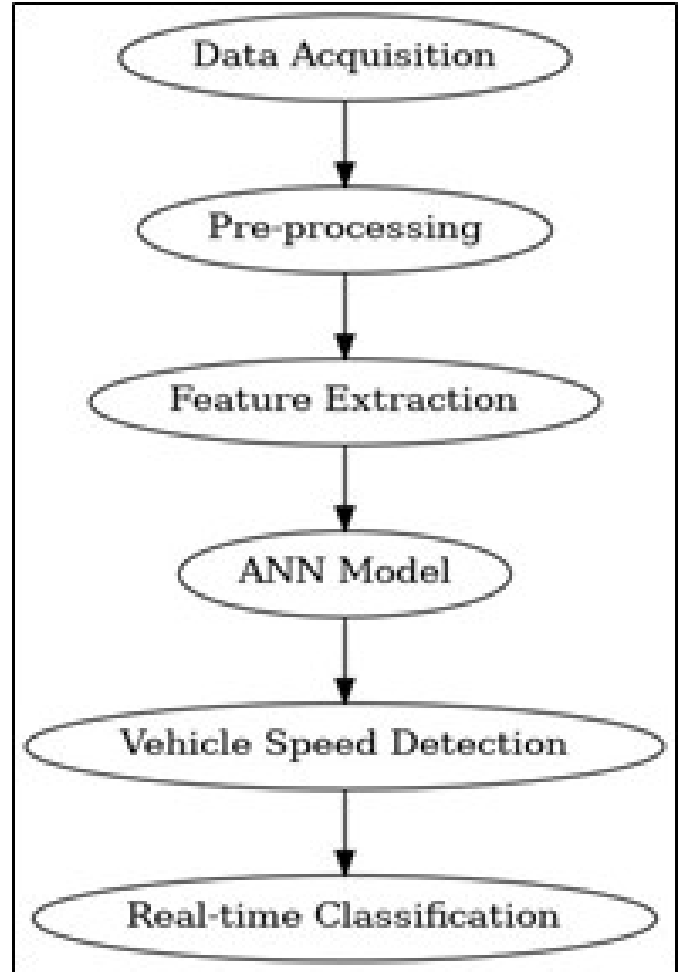 Data Acquisition
Pre-processing
Feature Extraction
ANN Model
Vehicle Speed Detection
Real-time Classification